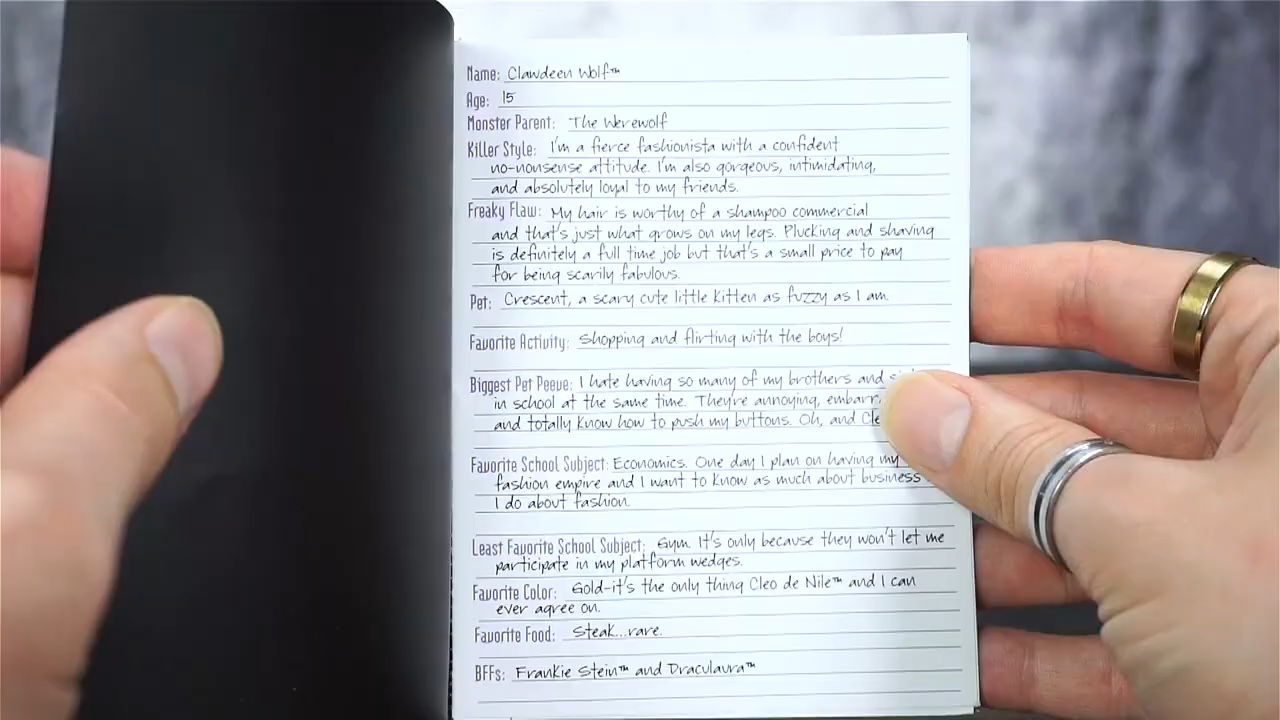 Name: Clawdeen Wolf™
Age: 15
Monster Parent: The Werewolf
Killer Style: I'm a fierce fashionista with a confident
no-nonsense attitude. I'm also gorgeous, intimidating,
and absolutely loyal to my friends.
Freaky Flaw: My hair is worthy of a shampoo commercial
and that's just what grows on my legs. Plucking and shaving
is definitely a full time job but that's a small price to pay
for being scarily fabulous.
Pet: Crescent, a scary cute little kitten as fuzzy as I am.
Favorite Activity: Shopping and flirting with the boys!
Biggest Pet Peeve: I hate having so many of my brothers and
in school at the same time. They're annoying,
and totally know how to push my buttons. Oh, and
Favorite School Subject: Economics. One day I plan on having my
fashion empire and I want to know as much about business
I do about fashion.
Least Favorite School Subject: Gym. It's only because they won't let me
participate in my platform wedges.
Favorite Color: Gold-it's the only thing Cleo de Nile™ and I can
ever agree on.
Favorite Food: Steak...rare.
BFFs: Frankie Stein™ and Draculaura™